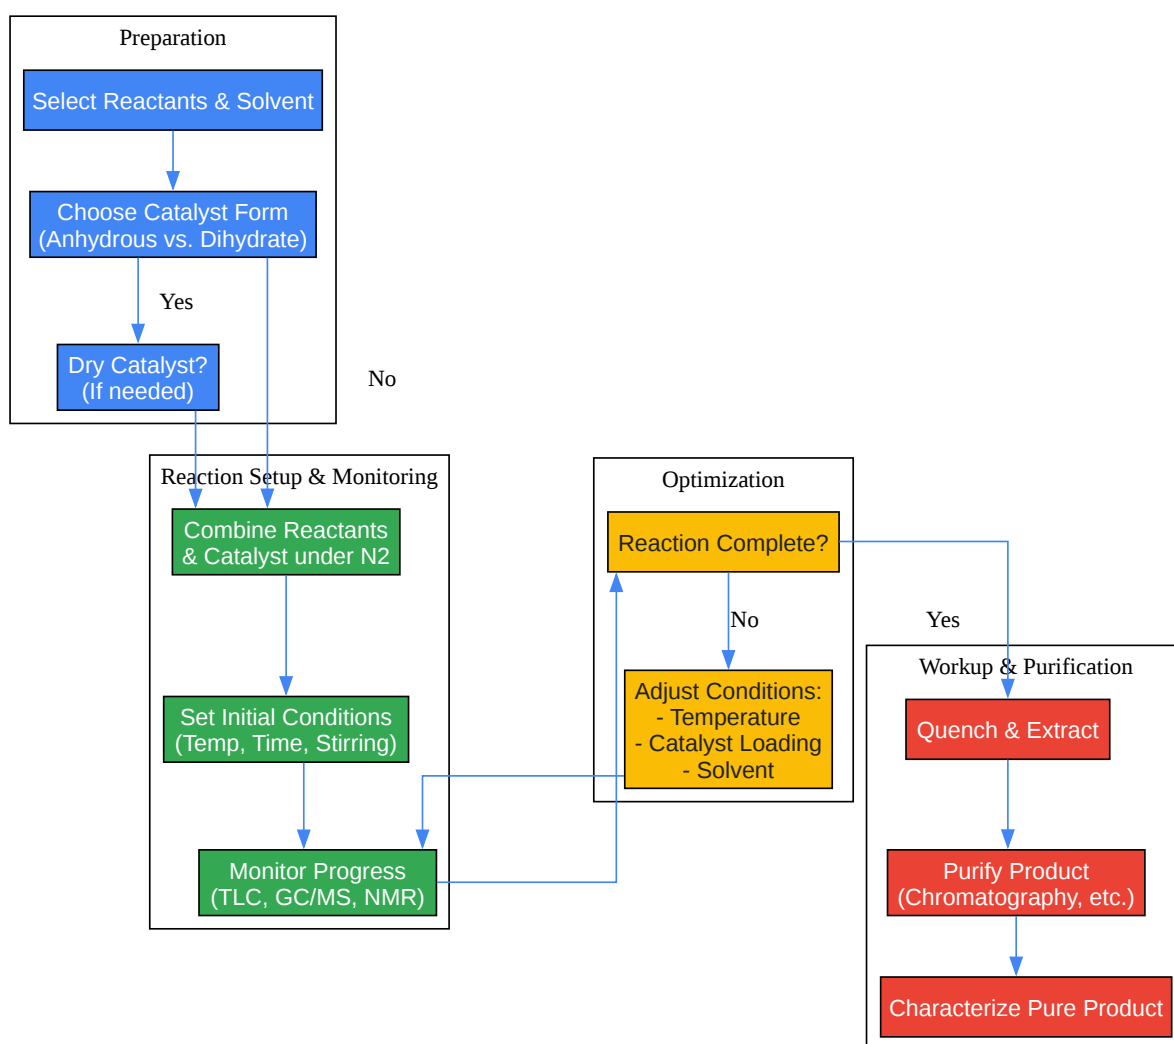 Preparation
Select Reactants & Solvent
Choose Catalyst Form
(Anhydrous vs. Dihydrate)
Yes
Dry Catalyst?
(If needed)
No
Reaction Setup & Monitoring
Combine Reactants
& Catalyst under N2
Set Initial Conditions
(Temp, Time, Stirring)
Monitor Progress
(TLC, GC/MS, NMR)
Optimization
Reaction Complete?
No
Adjust Conditions:
- Temperature
- Catalyst Loading
- Solvent
Yes
Workup & Purification
Quench & Extract
Purify Product
(Chromatography, etc.)
Characterize Pure Product